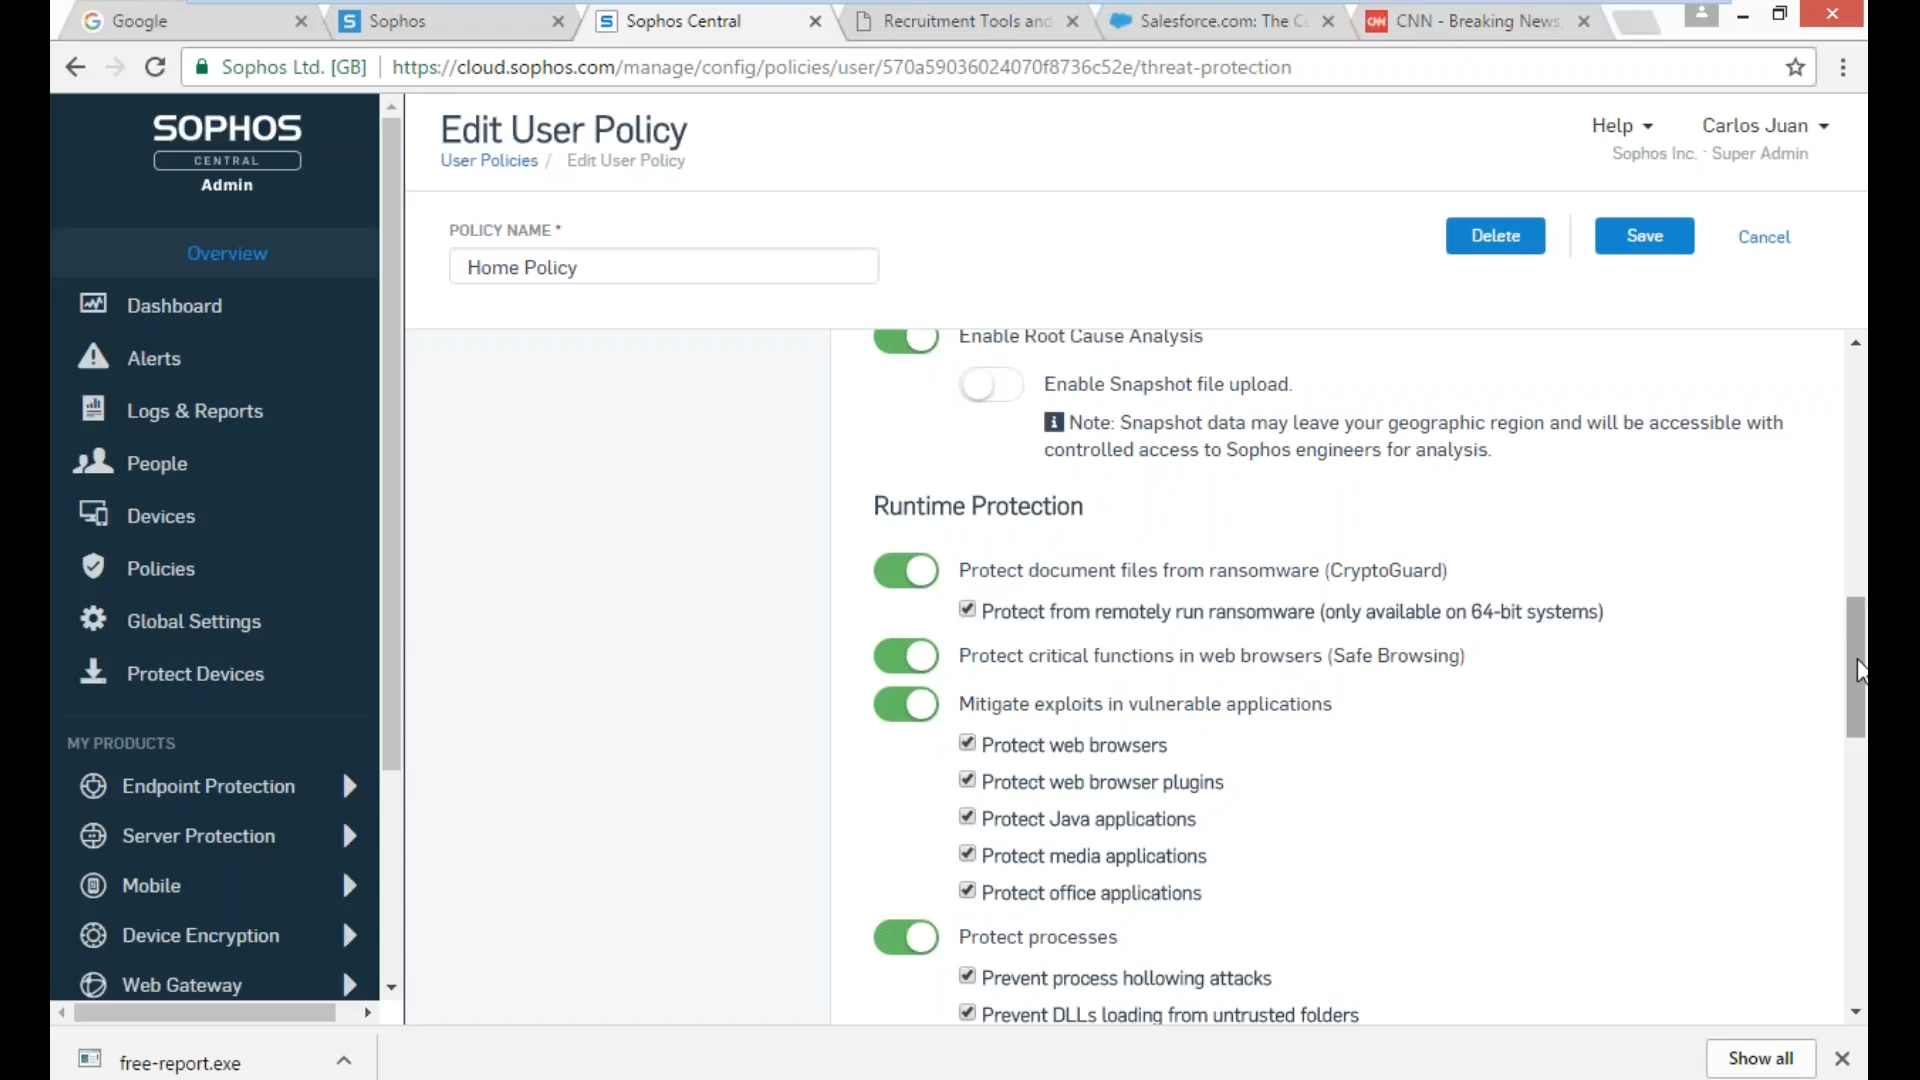 Google
Sophos
Sophos Central
Recruitment Tools and
Salesforce.com: The C
CNN - Breaking News,
Sophos Ltd. [GB]
https://cloud.sophos.com/manage/config/policies/user/570a59036024070f8736c52e/threat-protection
SOPHOS
CENTRAL
Admin
Edit User Policy
User Policies / Edit User Policy
Help
Carlos Juan
Sophos Inc. · Super Admin
POLICY NAME *
Home Policy
Delete
Save
Cancel
Overview
Dashboard
Alerts
Logs & Reports
People
Devices
Policies
Global Settings
Protect Devices
MY PRODUCTS
Endpoint Protection
Server Protection
Mobile
Device Encryption
Web Gateway
Enable Root Cause Analysis
Enable Snapshot file upload.
Note: Snapshot data may leave your geographic region and will be accessible with
controlled access to Sophos engineers for analysis.
Runtime Protection
Protect document files from ransomware (CryptoGuard)
Protect from remotely run ransomware (only available on 64-bit systems)
Protect critical functions in web browsers (Safe Browsing)
Mitigate exploits in vulnerable applications
Protect web browsers
Protect web browser plugins
Protect Java applications
Protect media applications
Protect office applications
Protect processes
Prevent process hollowing attacks
Prevent DLLs loading from untrusted folders
free-report.exe
Show all